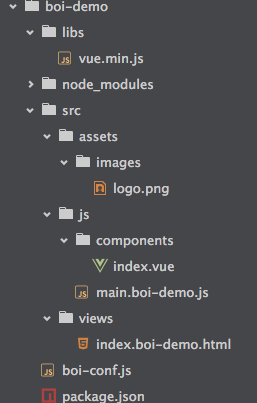 boi-demo
libs
vue.min.js
node_modules
src
assets
images
logo.png
js
components
index.vue
main.boi-demo.js
views
index.boi-demo.html
boi-conf.js
package.json